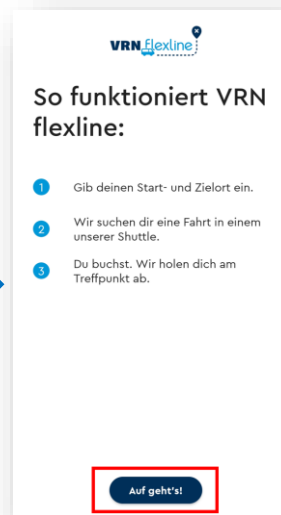 VRN flexline
So funktioniert VRN
flexline:
1 Gib deinen Start- und Zielort ein.
2 Wir suchen dir eine Fahrt in einem
unserer Shuttle.
3 Du buchst. Wir holen dich am
Treffpunkt ab.
Auf geht's!